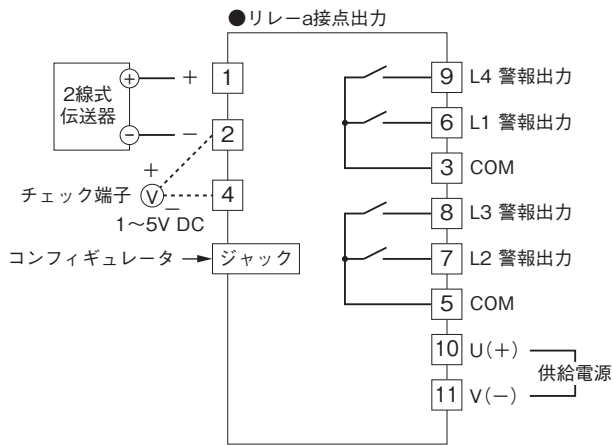 ●リレーa接点出力
2線式
伝送器
+
−
+
−
1
2
4
+
チェック端子 V
−
1～5V DC
コンフィギュレータ
ジャック
9 L4 警報出力
6 L1 警報出力
3 COM
8 L3 警報出力
7 L2 警報出力
5 COM
10 U(+)
供給電源
11 V(−)